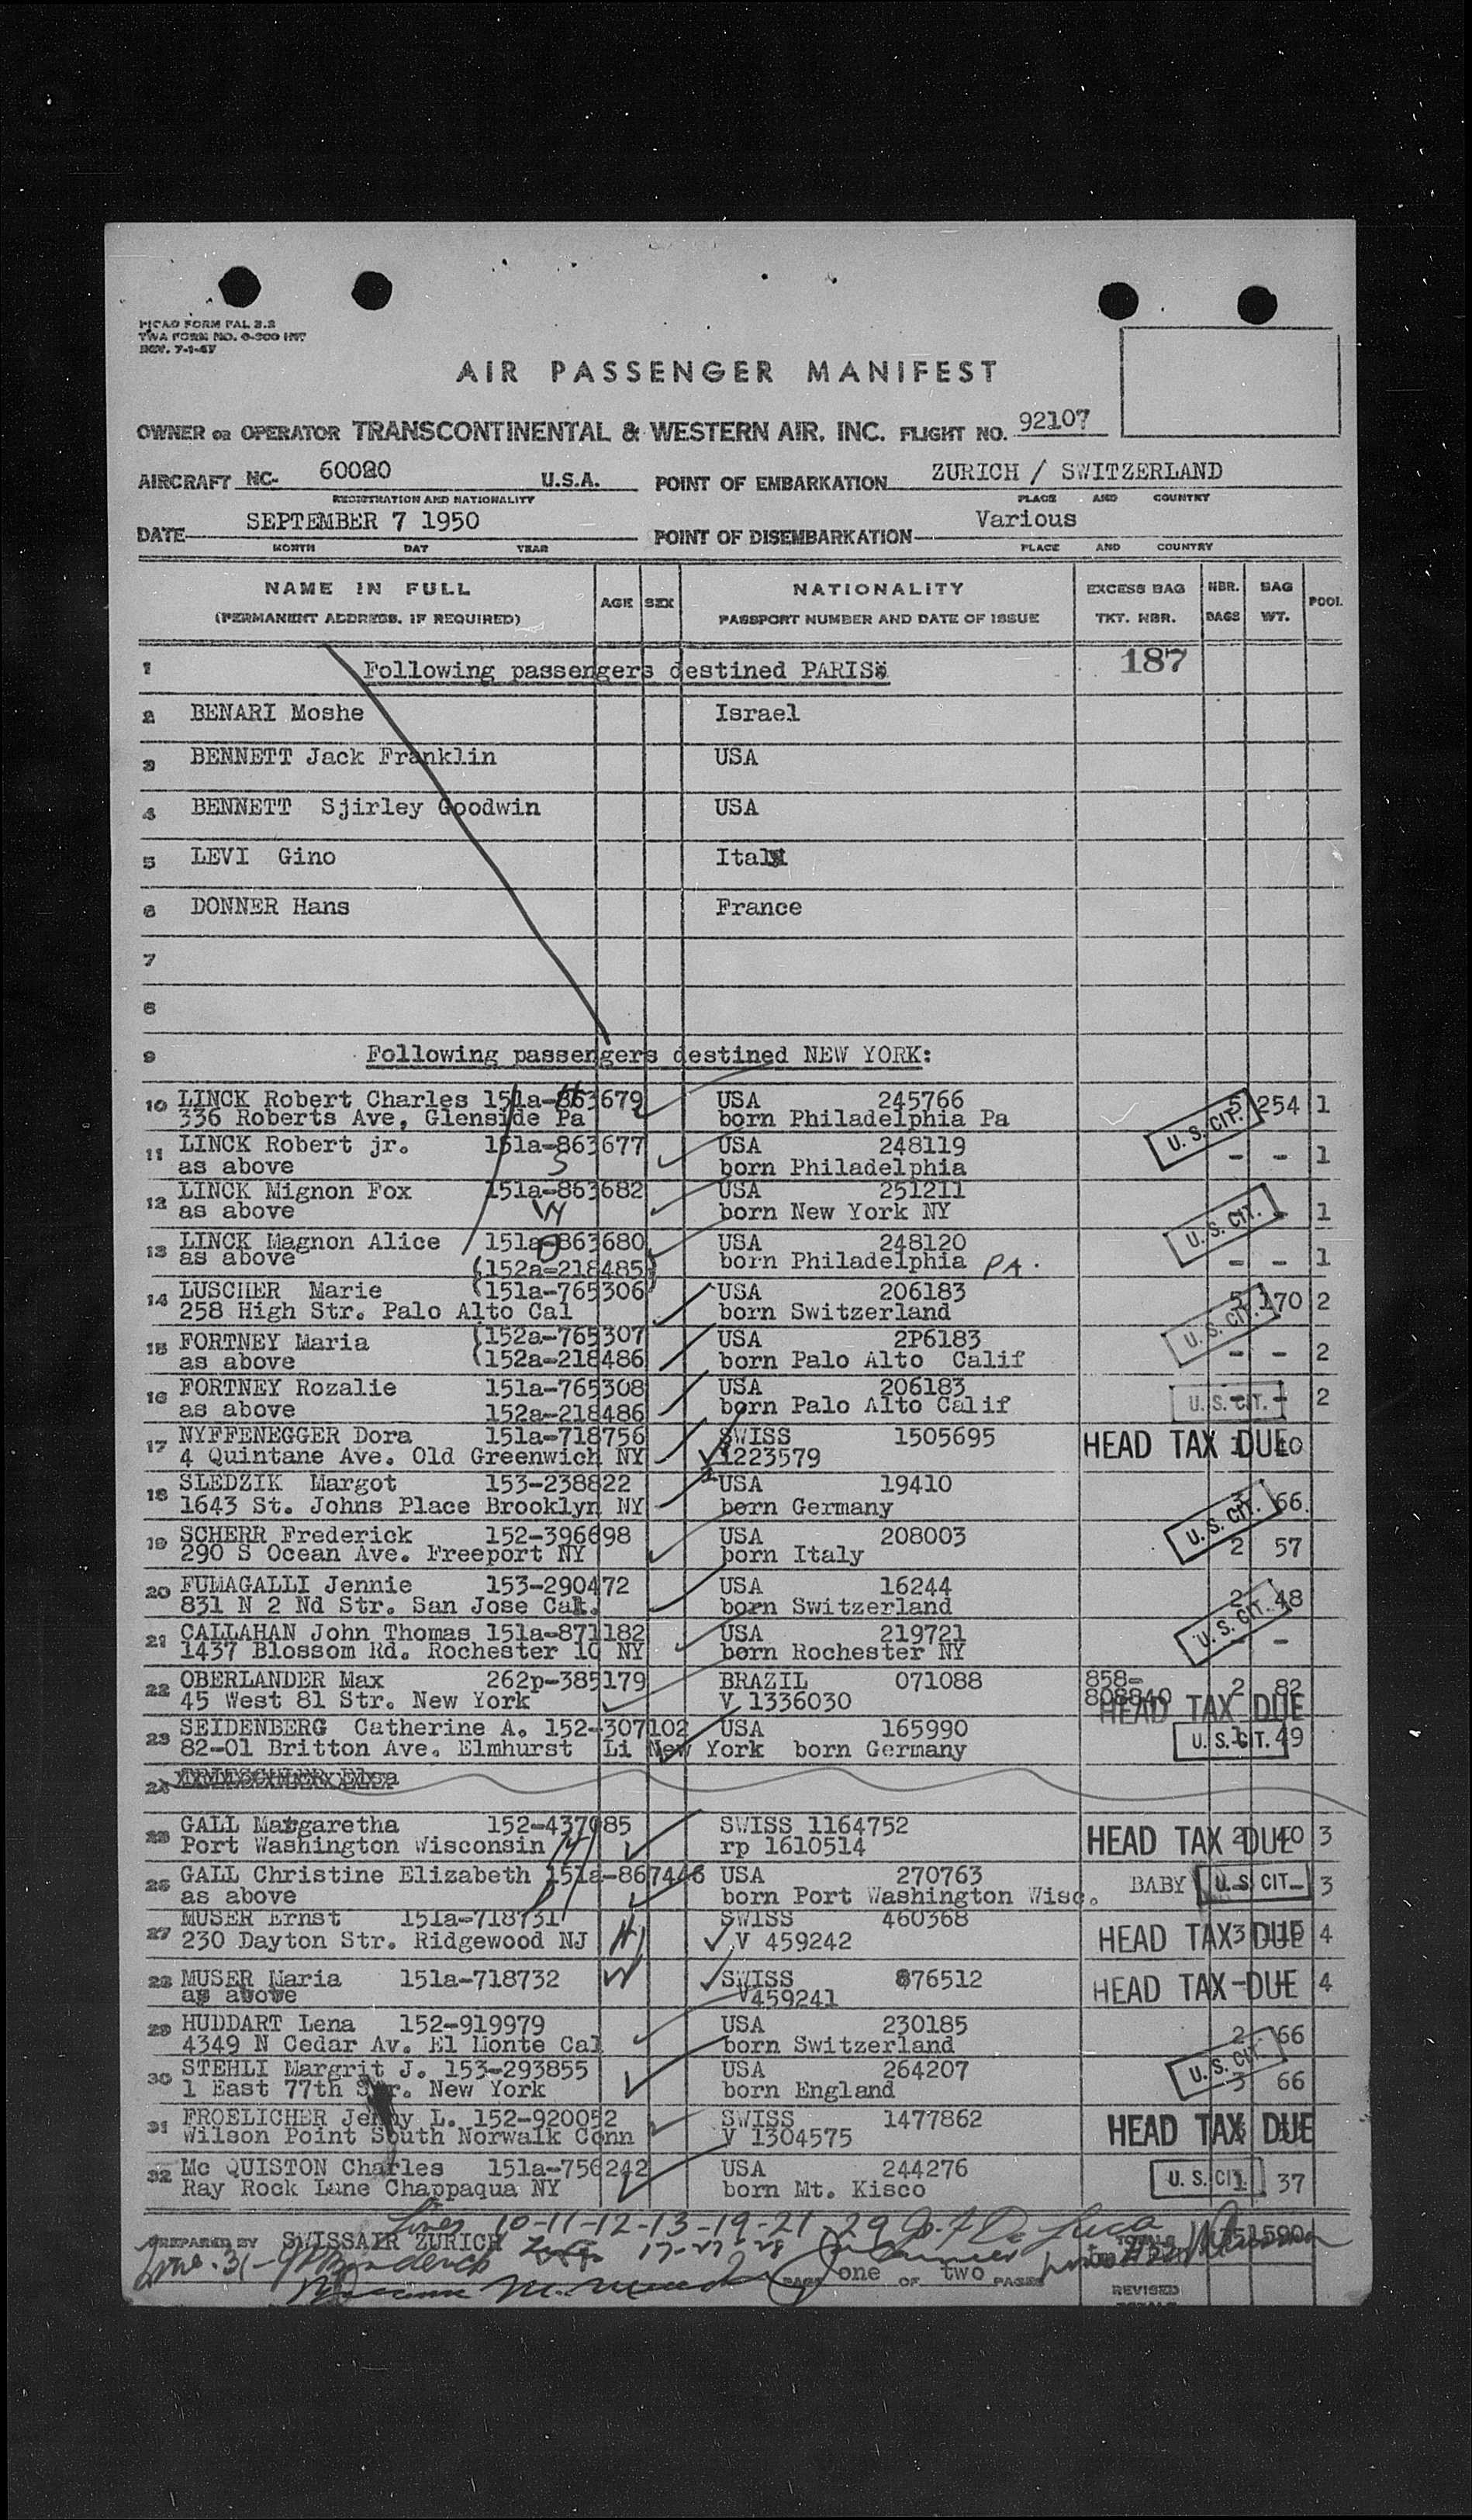 PICAO FORM PAL 2.2
TWA FORM NO. 0-300 INT
REV. 7-1-47
AIR PASSENGER MANIFEST
OWNER OR OPERATOR TRANSCONTINENTAL & WESTERN AIR, INC. FLIGHT NO. 92107
AIRCRAFT NC- 60020 U.S.A. POINT OF EMBARKATION ZURICH / SWITZERLAND
REGISTRATION AND NATIONALITY PLACE AND COUNTRY
DATE SEPTEMBER 7 1950 POINT OF DISEMBARKATION Various
MONTH DAY YEAR PLACE AND COUNTRY
NAME IN FULL AGE SEX NATIONALITY EXCESS BAG NBR. BAG POOL
(PERMANENT ADDRESS, IF REQUIRED) PASSPORT NUMBER AND DATE OF ISSUE TKT. NBR. BAGS WT.
1 Following passengers destined PARIS 187
2 BENARI Moshe Israel
3 BENNETT Jack Franklin USA
4 BENNETT Sjirley Goodwin USA
5 LEVI Gino Italy
6 DONNER Hans France
7
8
9 Following passengers destined NEW YORK:
10 LINCK Robert Charles 151a-863679 USA 245766 5 254 1
336 Roberts Ave, Glenside Pa H born Philadelphia Pa U. S. CIT.
11 LINCK Robert jr. 151a-863677 USA 248119 - - 1
as above S born Philadelphia
12 LINCK Mignon Fox 151a-863682 USA 251211 1
as above W born New York NY U. S. CIT.
13 LINCK Magnon Alice 151a-863680 USA 248120 - - 1
as above D born Philadelphia PA.
(152a-218485)
14 LUSCHER Marie (151a-765306) USA 206183 5 170 2
258 High Str. Palo Alto Cal born Switzerland U. S. CIT.
15 FORTNEY Maria (152a-765307 USA 2P6183 - - 2
as above (152a-218486 born Palo Alto Calif
16 FORTNEY Rozalie 151a-765308 USA 206183 U. S. CIT. 2
as above 152a-218486 born Palo Alto Calif
17 NYFFENEGGER Dora 151a-718756 SWISS 1505695 HEAD TAX DUE
4 Quintane Ave. Old Greenwich NY V 1223579
18 SLEDZIK Margot 153-238822 USA 19410 3 66
1643 St. Johns Place Brooklyn NY born Germany U. S. CIT.
19 SCHERR Frederick 152-396698 USA 208003 2 57
290 S Ocean Ave. Freeport NY born Italy
20 FUMAGALLI Jennie 153-290472 USA 16244 2 48
831 N 2 Nd Str. San Jose Cal. born Switzerland U. S. CIT.
21 CALLAHAN John Thomas 151a-871182 USA 219721 - -
1437 Blossom Rd. Rochester 10 NY born Rochester NY
22 OBERLANDER Max 262p-385179 BRAZIL 071088 858- 2 82
45 West 81 Str. New York V 1336030 808840 HEAD TAX DUE
23 SEIDENBERG Catherine A. 152-307102 USA 165990 U. S. CIT. 49
82-01 Britton Ave. Elmhurst Li New York born Germany
24 Elsa
25 GALL Margaretha 152-437085 SWISS 1164752 HEAD TAX DUE 2 40 3
Port Washington Wisconsin M rp 1610514
26 GALL Christine Elizabeth 151a-867446 USA 270763 BABY U. S. CIT. 3
as above D born Port Washington Wisc.
27 MUSER Ernst 151a-718731 H SWISS 460368 HEAD TAX DUE 3 4
230 Dayton Str. Ridgewood NJ V 459242
28 MUSER Maria 151a-718732 W SWISS 876512 HEAD TAX DUE 4
as above V459241
29 HUDDART Lena 152-919979 USA 230185 2 66
4349 N Cedar Av. El Monte Cal born Switzerland
30 STEHLI Margrit J. 153-293855 USA 264207 U. S. CIT. 3 66
1 East 77th Str. New York born England
31 FROELICHER Jenny L. 152-920052 SWISS 1477862 HEAD TAX DUE
Wilson Point South Norwalk Conn V 1304575
32 Mc QUISTON Charles 151a-756242 USA 244276 U. S. CIT. 1 37
Ray Rock Lane Chappaqua NY born Mt. Kisco
Lines 10-11-12-13-19-21-29
PREPARED BY SWISSAIR ZURICH 17-27-28 TOTALS
Line 31-
PAGE one OF two PAGES
REVISED
TOTALS